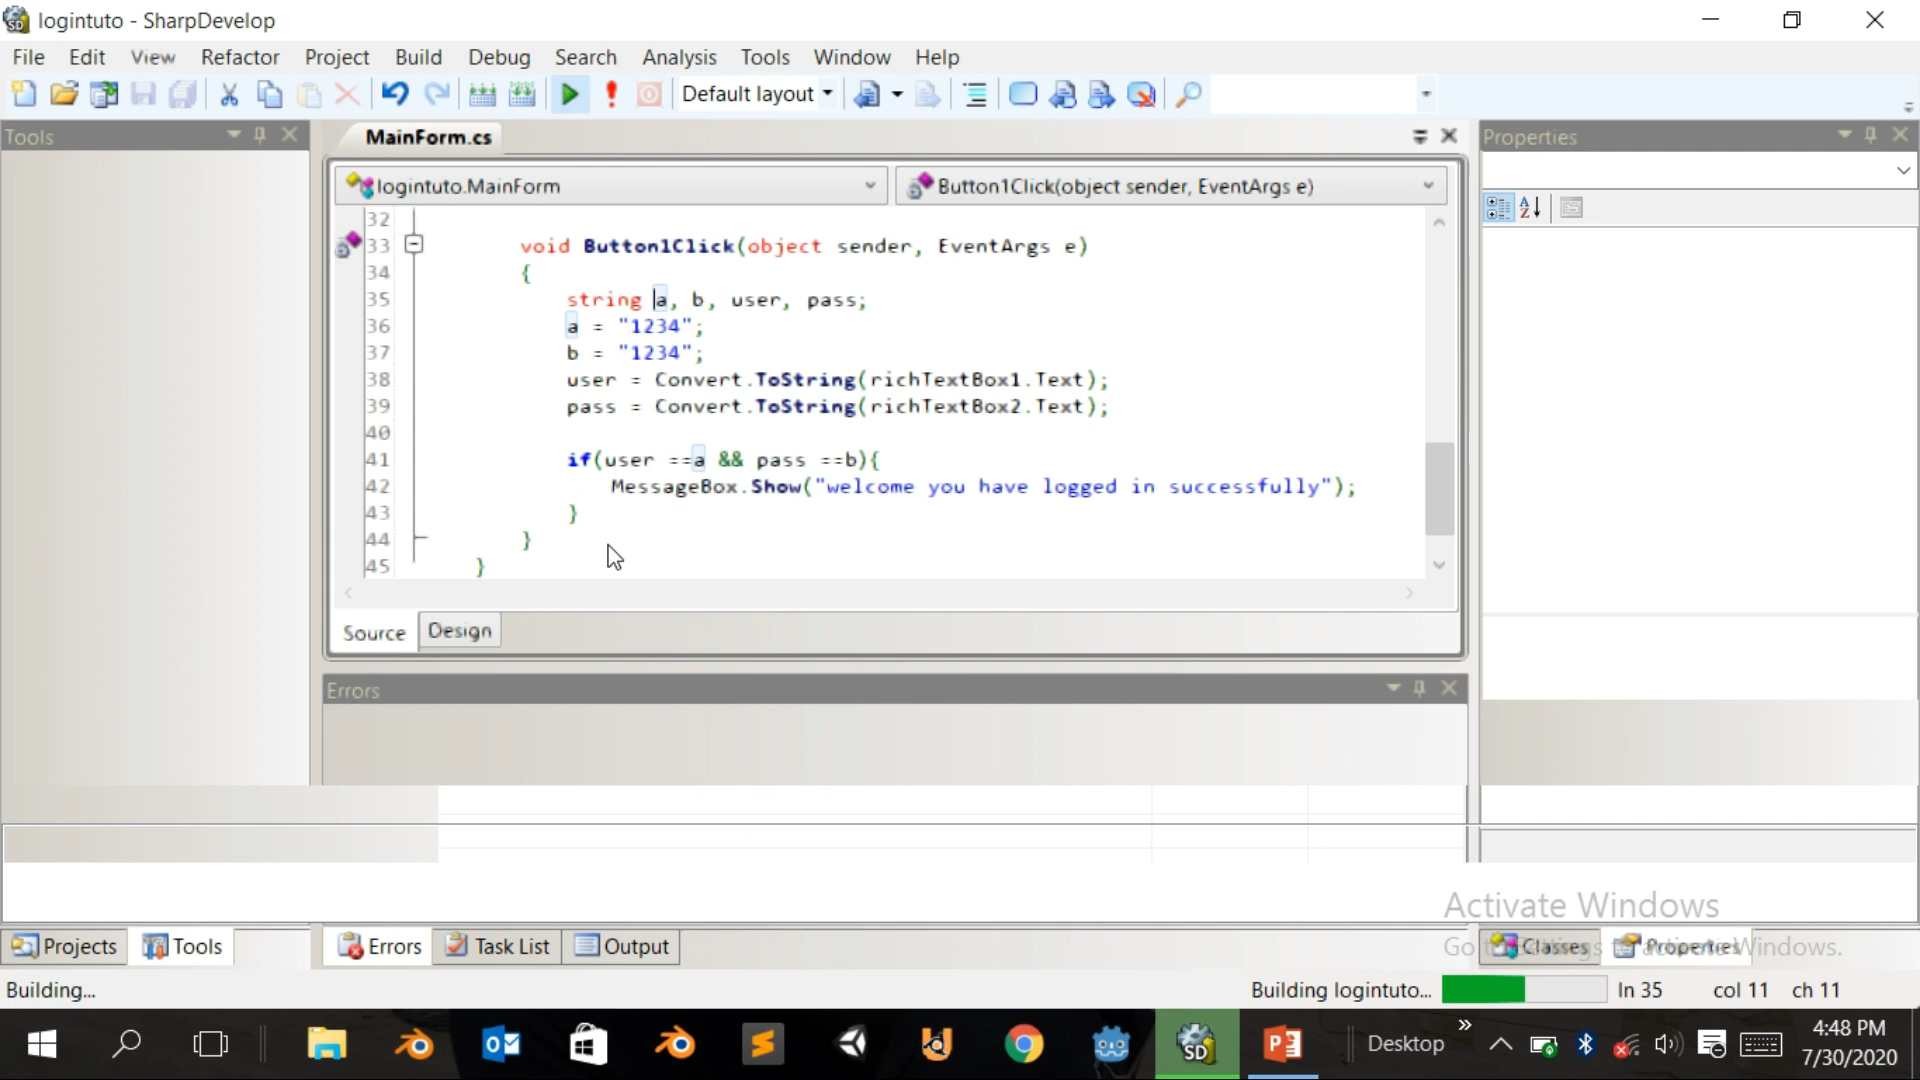 logintuto - SharpDevelop
File Edit View Refactor Project Build Debug Search Analysis Tools Window Help
Default layout
Tools
MainForm.cs
Properties
logintuto.MainForm
Button1Click(object sender, EventArgs e)
32
33 void Button1Click(object sender, EventArgs e)
34 {
35 string a, b, user, pass;
36 a = "1234";
37 b = "1234";
38 user = Convert.ToString(richTextBox1.Text);
39 pass = Convert.ToString(richTextBox2.Text);
40
41 if(user ==a && pass ==b){
42 MessageBox.Show("welcome you have logged in successfully");
43 }
44 }
45 }
Source Design
Errors
Activate Windows
Projects Tools Errors Task List Output Classes Properties
Building...
Building logintuto... ln 35 col 11 ch 11
Desktop
4:48 PM
7/30/2020